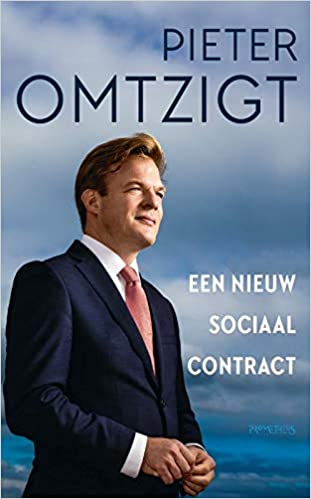 PIETER
OMTZIGT
EEN NIEUW
SOCIAAL
CONTRACT
PROMETHEUS